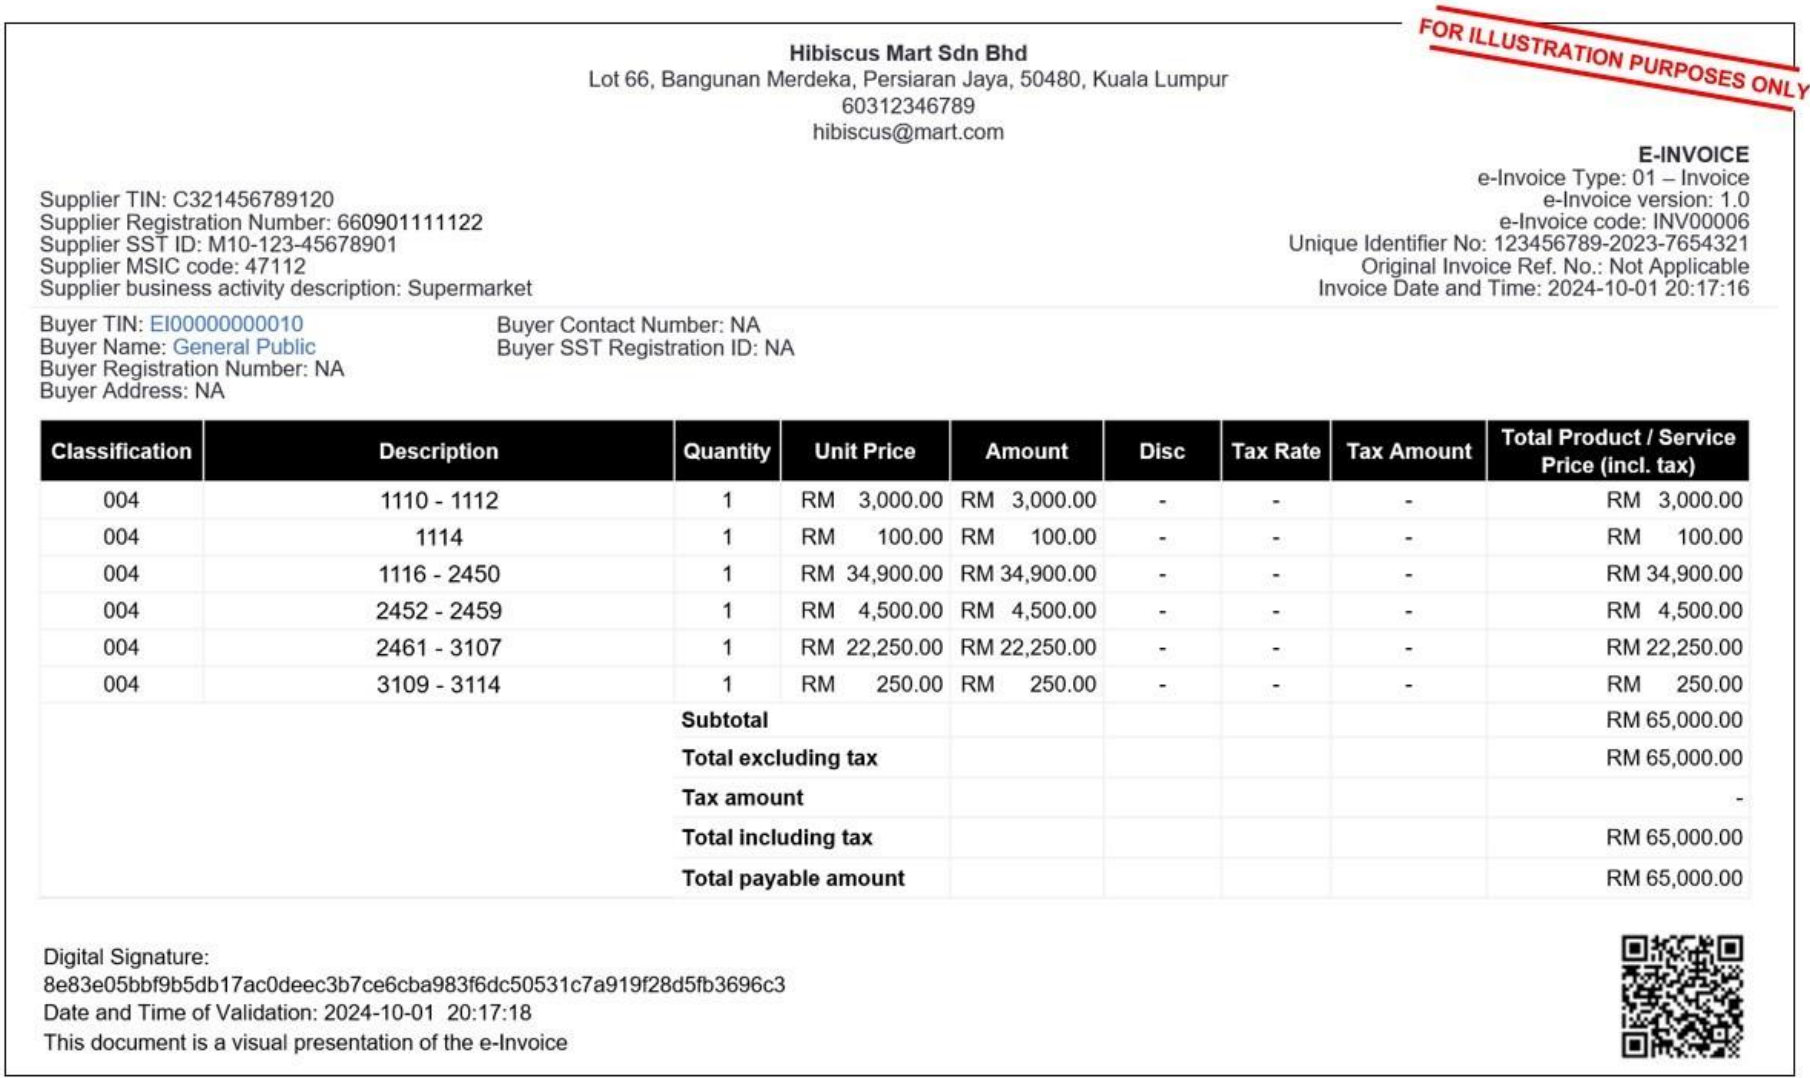 FOR ILLUSTRATION PURPOSES ONLY
Hibiscus Mart Sdn Bhd
Lot 66, Bangunan Merdeka, Persiaran Jaya, 50480, Kuala Lumpur
60312346789
hibiscus@mart.com
E-INVOICE
e-Invoice Type: 01 – Invoice
e-Invoice version: 1.0
e-Invoice code: INV00006
Unique Identifier No: 123456789-2023-7654321
Original Invoice Ref. No.: Not Applicable
Invoice Date and Time: 2024-10-01 20:17:16
Supplier TIN: C321456789120
Supplier Registration Number: 660901111122
Supplier SST ID: M10-123-45678901
Supplier MSIC code: 47112
Supplier business activity description: Supermarket
Buyer TIN: EI00000000010
Buyer Name: General Public
Buyer Registration Number: NA
Buyer Address: NA
Buyer Contact Number: NA
Buyer SST Registration ID: NA
Classification Description Quantity Unit Price Amount Disc Tax Rate Tax Amount Total Product / Service Price (incl. tax)
004 1110 - 1112 1 RM 3,000.00 RM 3,000.00 - - - RM 3,000.00
004 1114 1 RM 100.00 RM 100.00 - - - RM 100.00
004 1116 - 2450 1 RM 34,900.00 RM 34,900.00 - - - RM 34,900.00
004 2452 - 2459 1 RM 4,500.00 RM 4,500.00 - - - RM 4,500.00
004 2461 - 3107 1 RM 22,250.00 RM 22,250.00 - - - RM 22,250.00
004 3109 - 3114 1 RM 250.00 RM 250.00 - - - RM 250.00
Subtotal RM 65,000.00
Total excluding tax RM 65,000.00
Tax amount -
Total including tax RM 65,000.00
Total payable amount RM 65,000.00
Digital Signature:
8e83e05bbf9b5db17ac0deec3b7ce6cba983f6dc50531c7a919f28d5fb3696c3
Date and Time of Validation: 2024-10-01 20:17:18
This document is a visual presentation of the e-Invoice